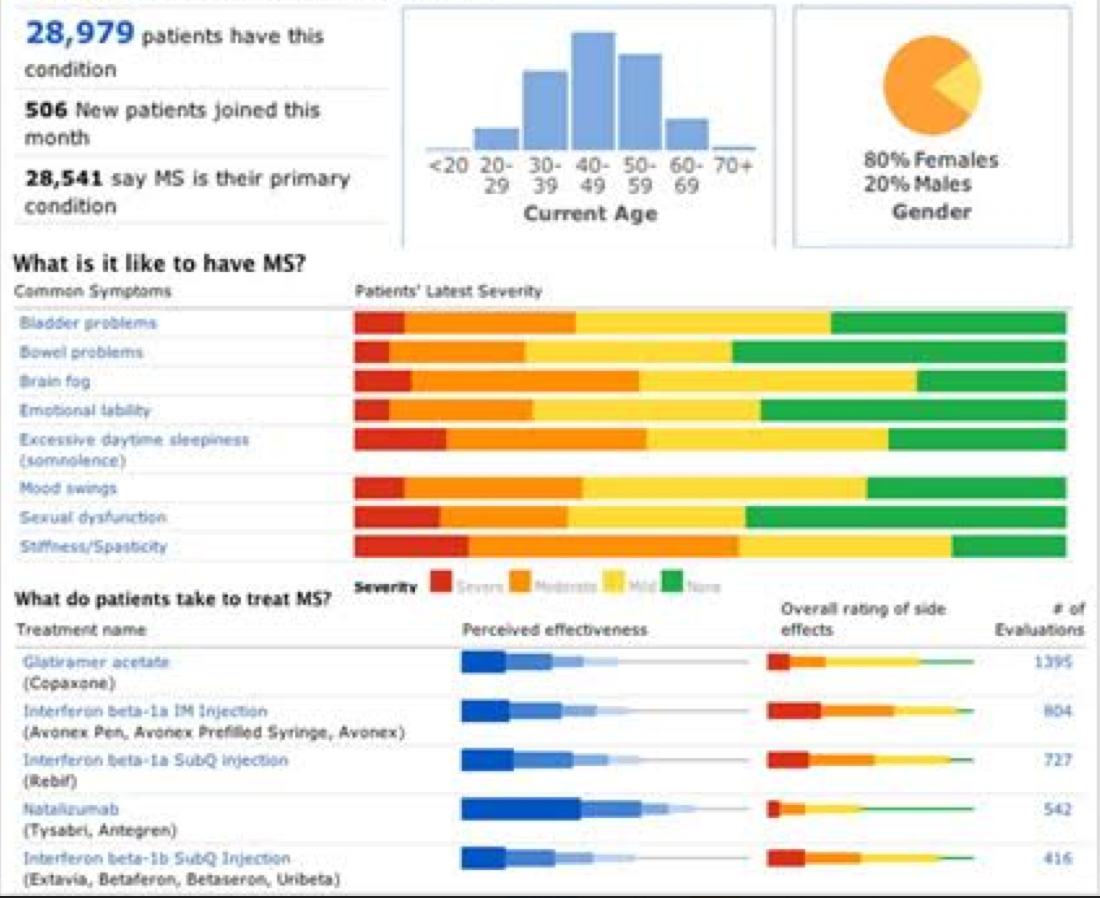 28,979 patients have this
condition
506 New patients joined this
month
28,541 say MS is their primary
condition
<20 20-29 30-39 40-49 50-59 60-69 70+
Current Age
80% Females
20% Males
Gender
What is it like to have MS?
Common Symptoms Patients' Latest Severity
Bladder problems
Bowel problems
Brain fog
Emotional lability
Excessive daytime sleepiness
(somnolence)
Mood swings
Sexual dysfunction
Stiffness/Spasticity
Severity Severe Moderate Mild None
What do patients take to treat MS?
Treatment name Perceived effectiveness Overall rating of side effects # of Evaluations
Glatiramer acetate 1395
(Copaxone)
Interferon beta-1a IM Injection 804
(Avonex Pen, Avonex Prefilled Syringe, Avonex)
Interferon beta-1a SubQ injection 727
(Rebif)
Natalizumab 542
(Tysabri, Antegren)
Interferon beta-1b SubQ Injection 416
(Extavia, Betaferon, Betaseron, Uribeta)